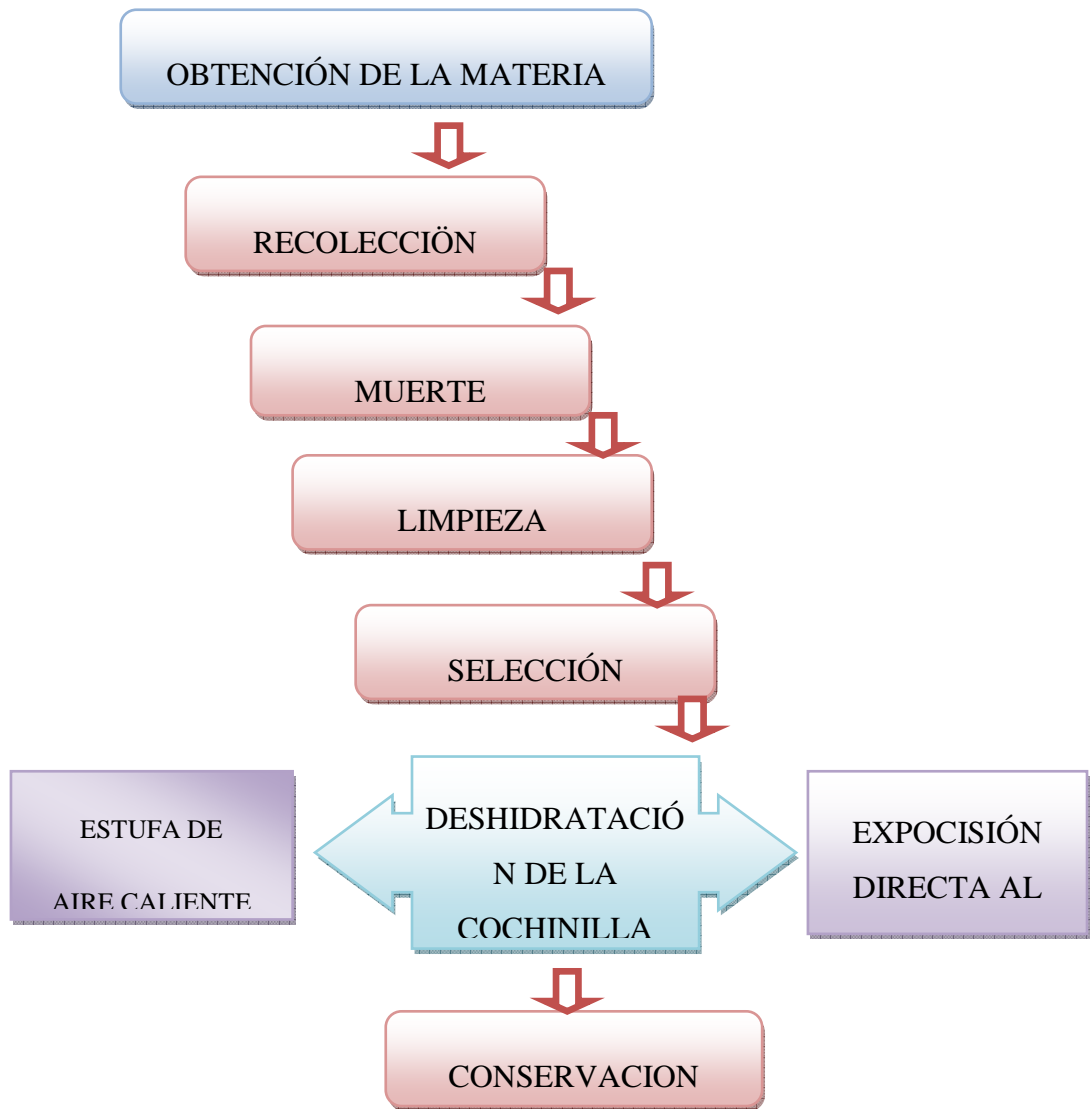 OBTENCIÓN DE LA MATERIA
RECOLECCIÖN
MUERTE
LIMPIEZA
SELECCIÓN
ESTUFA DE
AIRE CALIENTE
DESHIDRATACIÓ
N DE LA
COCHINILLA
EXPOCISIÓN
DIRECTA AL
CONSERVACION